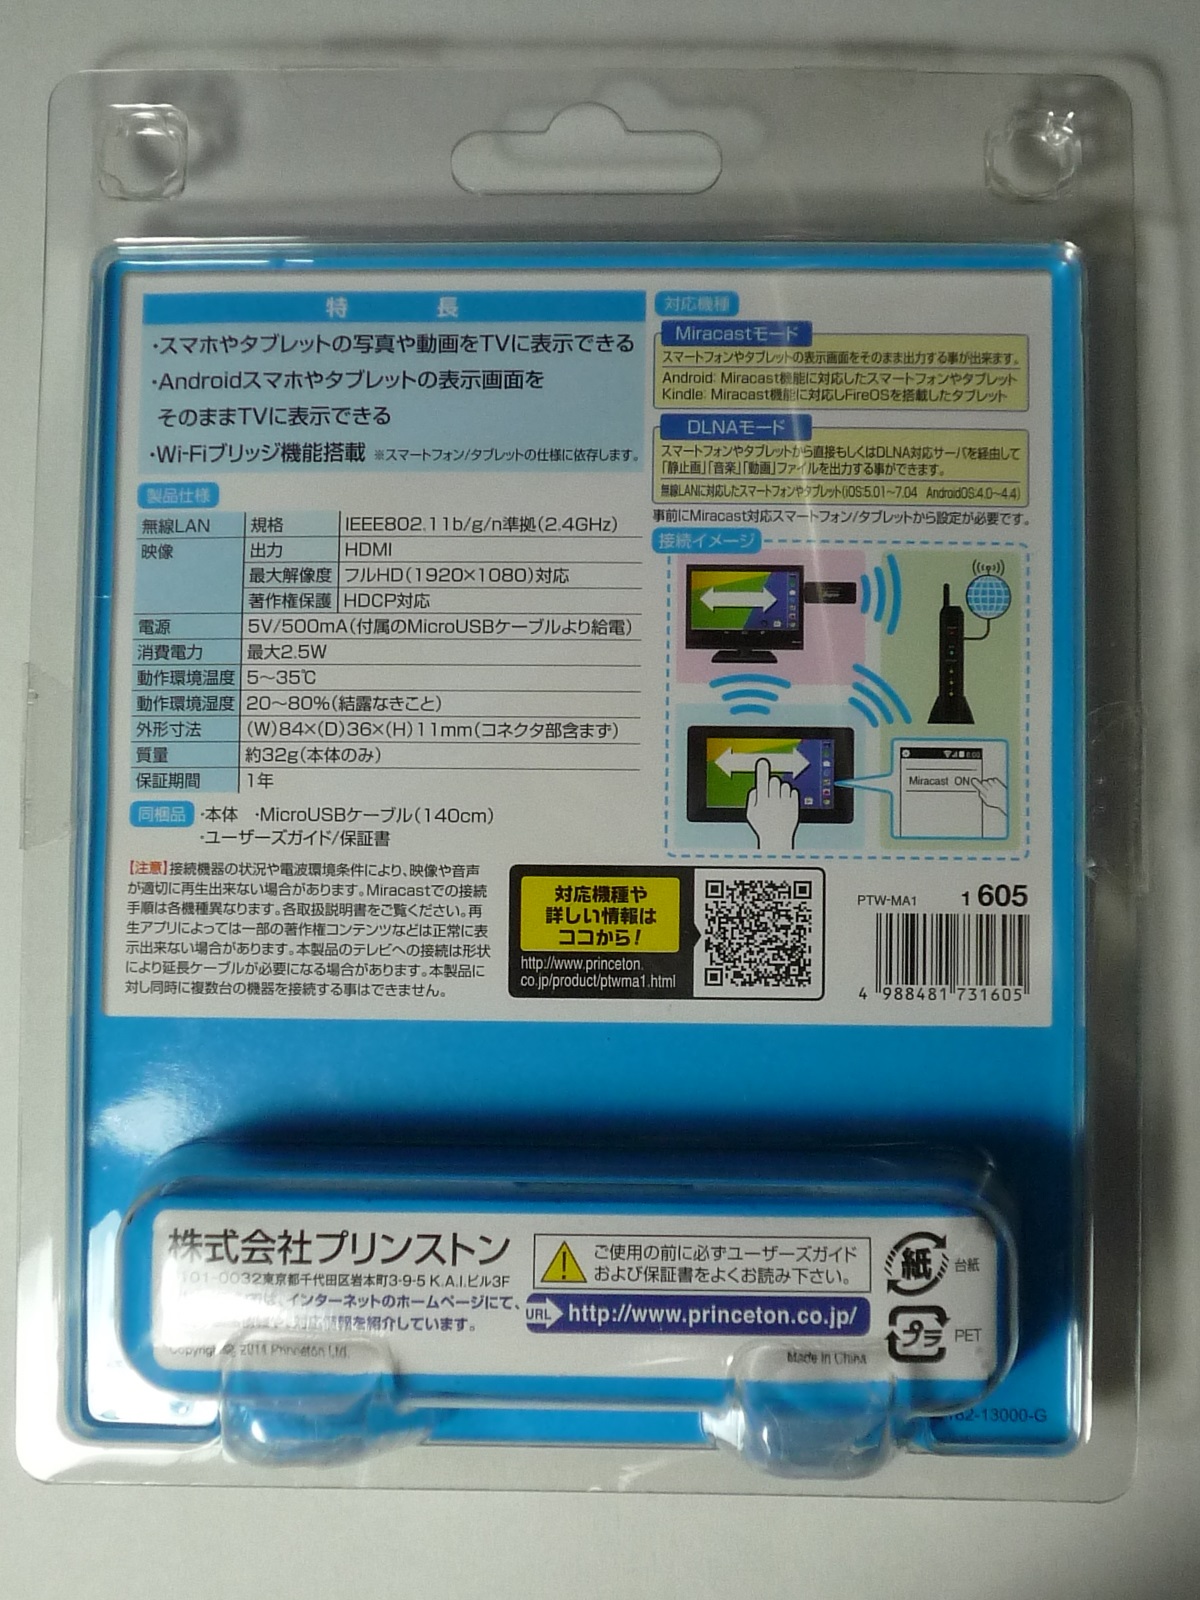 特長
・スマホやタブレットの写真や動画をTVに表示できる
・Androidスマホやタブレットの表示画面を
そのままTVに表示できる
・Wi-Fiブリッジ機能搭載 ※スマートフォン/タブレットの仕様に依存します。
製品仕様
無線LAN 規格 IEEE802.11b/g/n準拠(2.4GHz)
映像 出力 HDMI
最大解像度 フルHD(1920×1080)対応
著作権保護 HDCP対応
電源 5V/500mA(付属のMicroUSBケーブルより給電)
消費電力 最大2.5W
動作環境温度 5～35℃
動作環境湿度 20～80%(結露なきこと)
外形寸法 (W)84×(D)36×(H)11mm(コネクタ部含まず)
質量 約32g(本体のみ)
保証期間 1年
同梱品 ・本体 ・MicroUSBケーブル(140cm)
・ユーザーズガイド/保証書
【注意】接続機器の状況や電波環境条件により、映像や音声
が適切に再生出来ない場合があります。Miracastでの接続
手順は各機種異なります。各取扱説明書をご覧ください。再
生アプリによっては一部の著作権コンテンツなどは正常に表
示出来ない場合があります。本製品のテレビへの接続は形状
により延長ケーブルが必要になる場合があります。本製品に
対し同時に複数台の機器を接続する事はできません。
対応機種
Miracastモード
スマートフォンやタブレットの表示画面をそのまま出力する事が出来ます。
Android: Miracast機能に対応したスマートフォンやタブレット
Kindle: Miracast機能に対応しFireOSを搭載したタブレット
DLNAモード
スマートフォンやタブレットから直接もしくはDLNA対応サーバを経由して
「静止画」「音楽」「動画」ファイルを出力する事ができます。
無線LANに対応したスマートフォンやタブレット(iOS:5.01～7.04 AndroidOS:4.0～4.4)
事前にMiracast対応スマートフォン/タブレットから設定が必要です。
接続イメージ
Miracast ON
対応機種や
詳しい情報は
ココから!
http://www.princeton.
co.jp/product/ptwma1.html
PTW-MA1 1 605
4 988481 731605
株式会社プリンストン
101-0032東京都千代田区岩本町3-9-5 K.A.I.ビル3F
は、インターネットのホームページにて、
対応情報を紹介しています。
Copyright © 2014 Princeton Ltd.
ご使用の前に必ずユーザーズガイド
および保証書をよくお読み下さい。
URL http://www.princeton.co.jp/
Made in China
紙 台紙
プラ PET
-13000-G